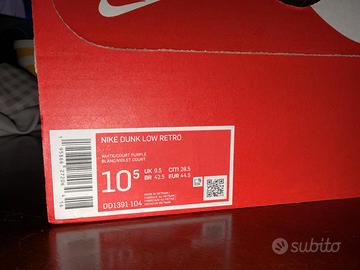 NIKE DUNK LOW RETRO
WHITE/COURT PURPLE
BLANC/VIOLET COURT
10 5
UK 9.5 CM 28.5
BR 42.5 EUR 44.5
DD1391 104
subito